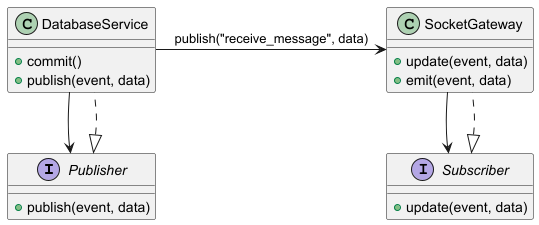 C DatabaseService
commit()
publish(event, data)
publish("receive_message", data)
C SocketGateway
update(event, data)
emit(event, data)
I Publisher
publish(event, data)
I Subscriber
update(event, data)